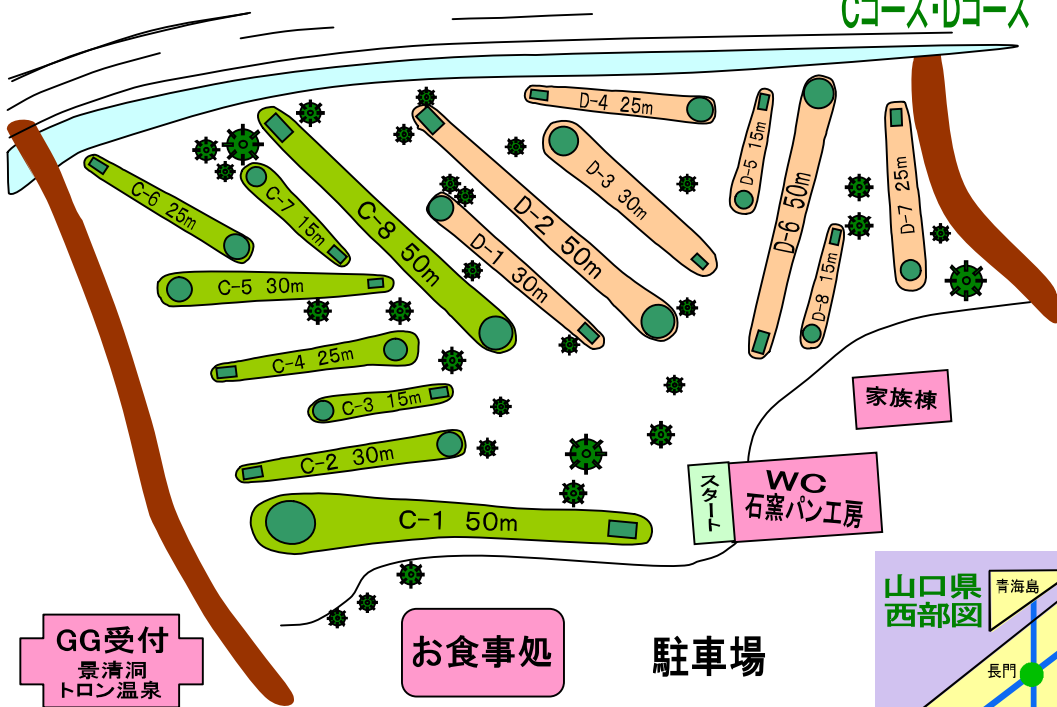 Cコース・Dコース
D-4 25m
D-5 15m
D-3 30m
D-6 50m
D-7 25m
C-6 25m
C-7 15m
C-8 50m
D-2 50m
D-1 30m
D-8 15m
C-5 30m
C-4 25m
C-3 15m
C-2 30m
C-1 50m
家族棟
スタート
WC
石窯パン工房
GG受付
景清洞
トロン温泉
お食事処
駐車場
山口県
西部図
青海島
長門